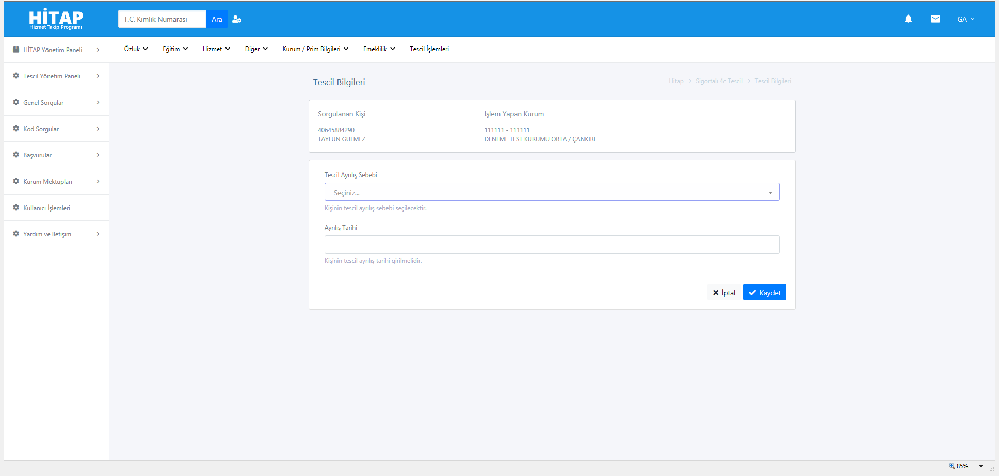 HİTAP
Hizmet Takip Programı
T.C. Kimlik Numarası
Ara
GA
HİTAP Yönetim Paneli
Tescil Yönetim Paneli
Genel Sorgular
Kod Sorgular
Başvurular
Kurum Mektupları
Kullanıcı İşlemleri
Yardım ve İletişim
Özlük
Eğitim
Hizmet
Diğer
Kurum / Prim Bilgileri
Emeklilik
Tescil İşlemleri
Tescil Bilgileri
Hitap > Sigortalı 4c Tescil > Tescil Bilgileri
Sorgulanan Kişi
40645884290
TAYFUN GÜLMEZ
İşlem Yapan Kurum
111111 - 111111
DENEME TEST KURUMU ORTA / ÇANKIRI
Tescil Ayrılış Sebebi
Seçiniz...
Kişinin tescil ayrılış sebebi seçilecektir.
Ayrılış Tarihi
Kişinin tescil ayrılış tarihi girilmelidir.
İptal
Kaydet
85%